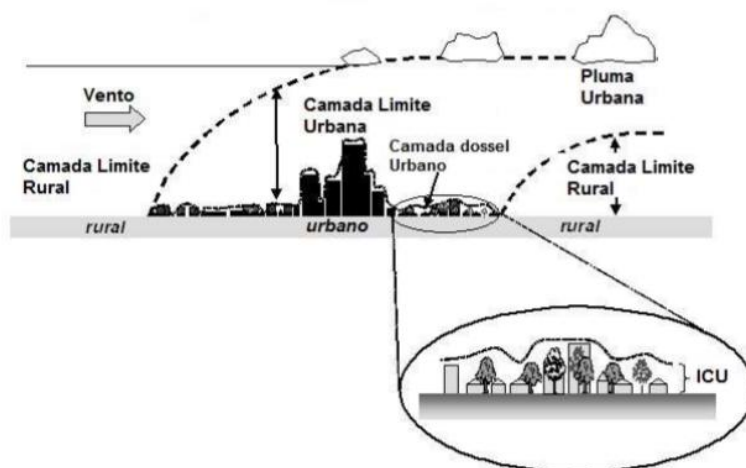 Vento
Camada Limite
Rural
Camada Limite
Urbana
Camada dossel
Urbano
Pluma
Urbana
Camada Limite
Rural
rural
urbano
rural
ICU